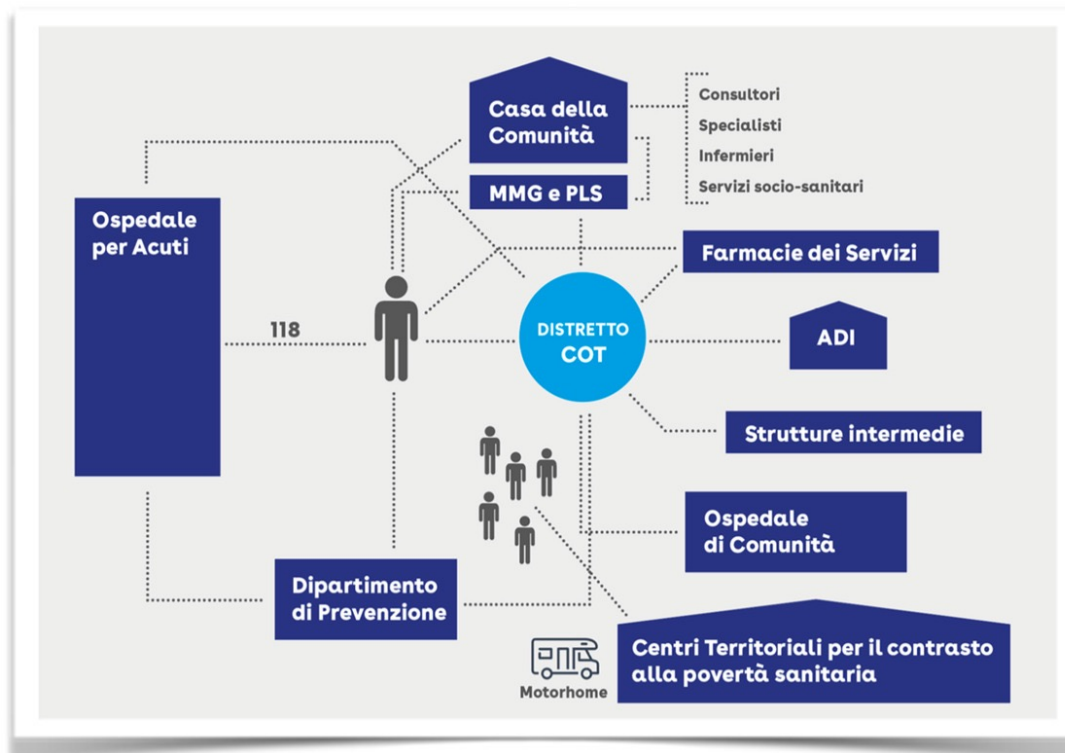 Casa della
Comunità
MMG e PLS
Consultori
Specialisti
Infermieri
Servizi socio-sanitari
Ospedale
per Acuti
118
DISTRETTO
COT
Farmacie dei Servizi
ADI
Strutture intermedie
Ospedale
di Comunità
Dipartimento
di Prevenzione
Motorhome
Centri Territoriali per il contrasto
alla povertà sanitaria